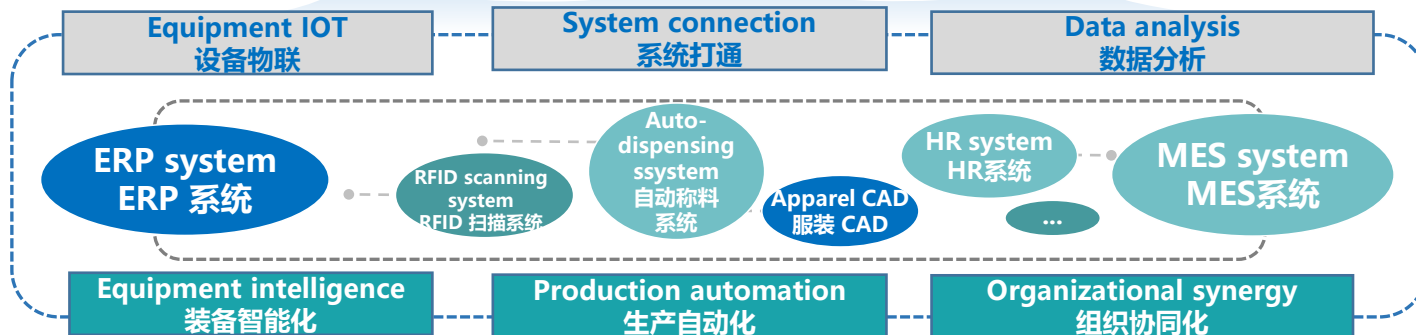 Equipment IOT
设备物联
System connection
系统打通
Data analysis
数据分析
ERP system
ERP 系统
RFID scanning
system
RFID 扫描系统
Auto-
dispensing
ssystem
自动称料
系统
Apparel CAD
服装 CAD
HR system
HR系统
...
MES system
MES系统
Equipment intelligence
装备智能化
Production automation
生产自动化
Organizational synergy
组织协同化